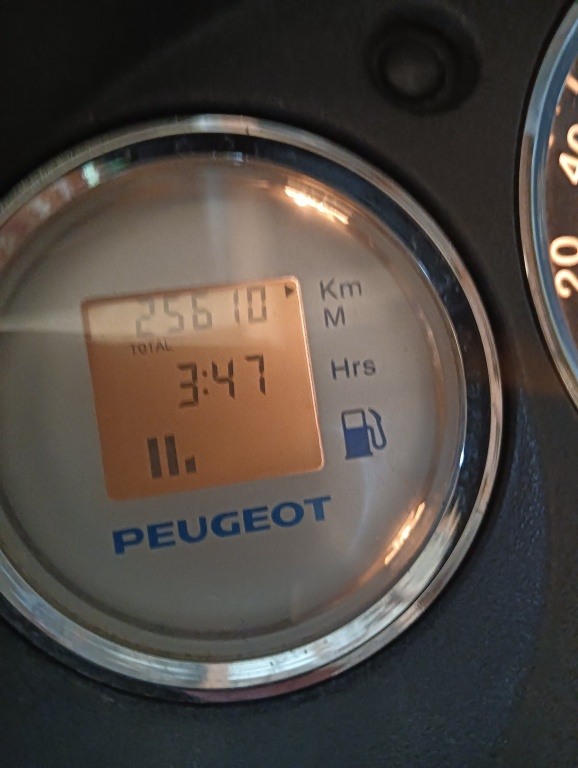 25610 Km
M
TOTAL
3:47 Hrs
PEUGEOT
40
20